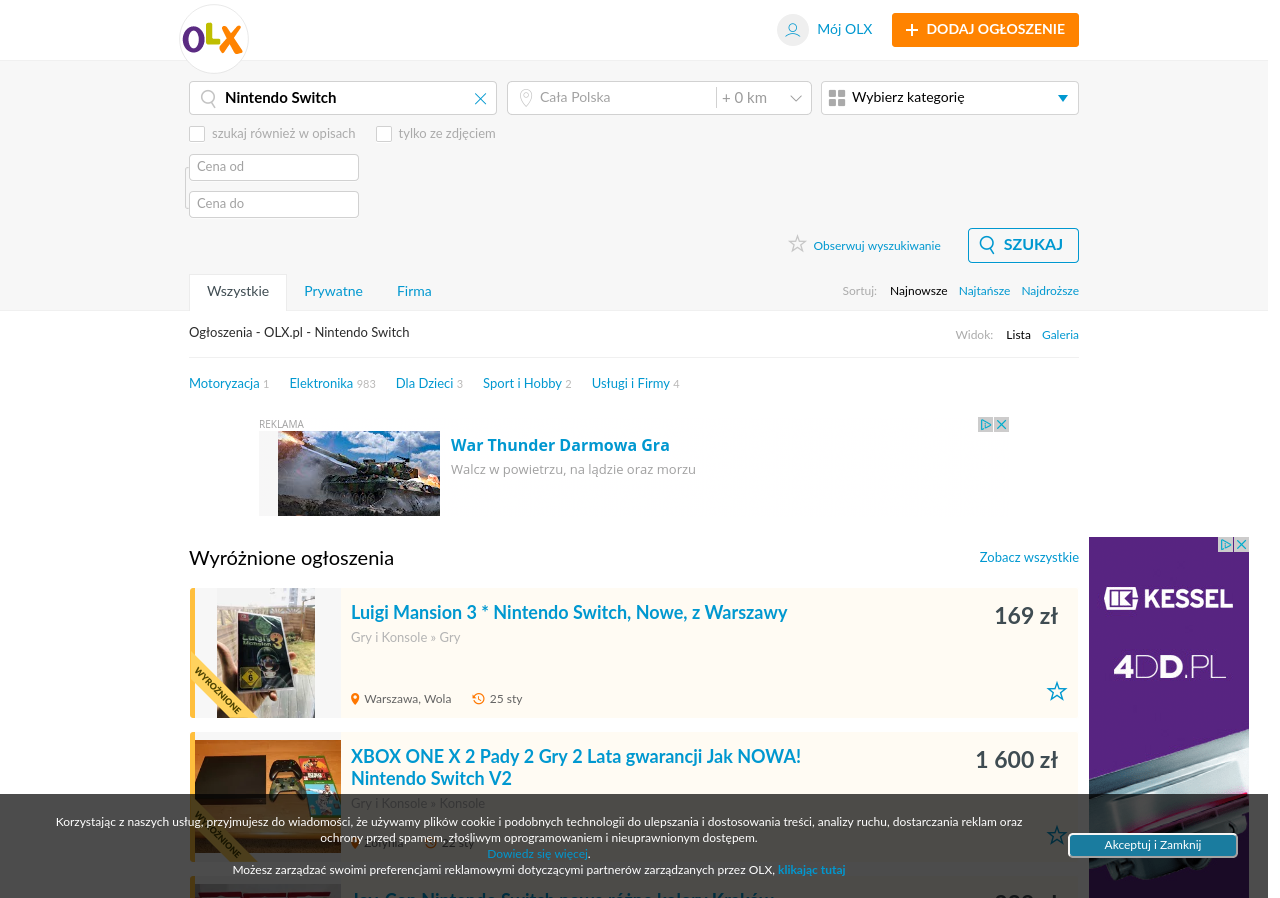 OLX
Mój OLX
+ DODAJ OGŁOSZENIE
Nintendo Switch
Cała Polska
+ 0 km
Wybierz kategorię
szukaj również w opisach
tylko ze zdjęciem
Cena od
Cena do
Obserwuj wyszukiwanie
SZUKAJ
Wszystkie
Prywatne
Firma
Sortuj: Najnowsze Najtańsze Najdroższe
Ogłoszenia - OLX.pl - Nintendo Switch
Widok: Lista Galeria
Motoryzacja 1 Elektronika 983 Dla Dzieci 3 Sport i Hobby 2 Usługi i Firmy 4
REKLAMA
War Thunder Darmowa Gra
Walcz w powietrzu, na lądzie oraz morzu
Wyróżnione ogłoszenia
Zobacz wszystkie
KESSEL
4DD.PL
Luigi Mansion 3 * Nintendo Switch, Nowe, z Warszawy
169 zł
Gry i Konsole » Gry
WYRÓŻNIONE
Warszawa, Wola
25 sty
XBOX ONE X 2 Pady 2 Gry 2 Lata gwarancji Jak NOWA!
Nintendo Switch V2
1 600 zł
Gry i Konsole » Konsole
WYRÓŻNIONE
22 sty
Korzystając z naszych usług, przyjmujesz do wiadomości, że używamy plików cookie i podobnych technologii do ulepszania i dostosowania treści, analizy ruchu, dostarczania reklam oraz
ochrony przed spamem, złośliwym oprogramowaniem i nieuprawnionym dostępem.
Dowiedz się więcej.
Możesz zarządzać swoimi preferencjami reklamowymi dotyczącymi partnerów zarządzanych przez OLX, klikając tutaj
Akceptuj i Zamknij